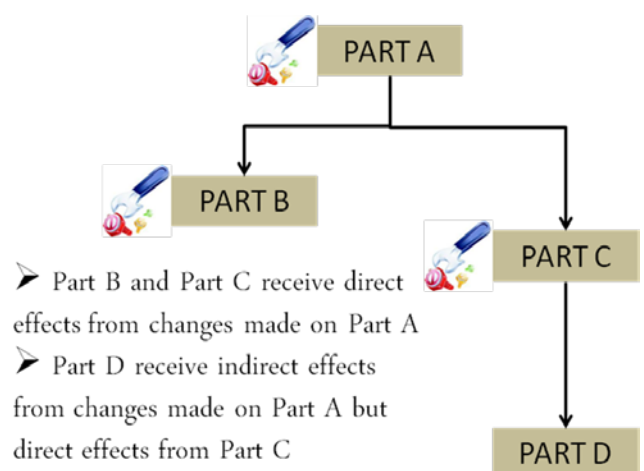 PART A
PART B
PART C
➤ Part B and Part C receive direct
effects from changes made on Part A
➤ Part D receive indirect effects
from changes made on Part A but
direct effects from Part C
PART D